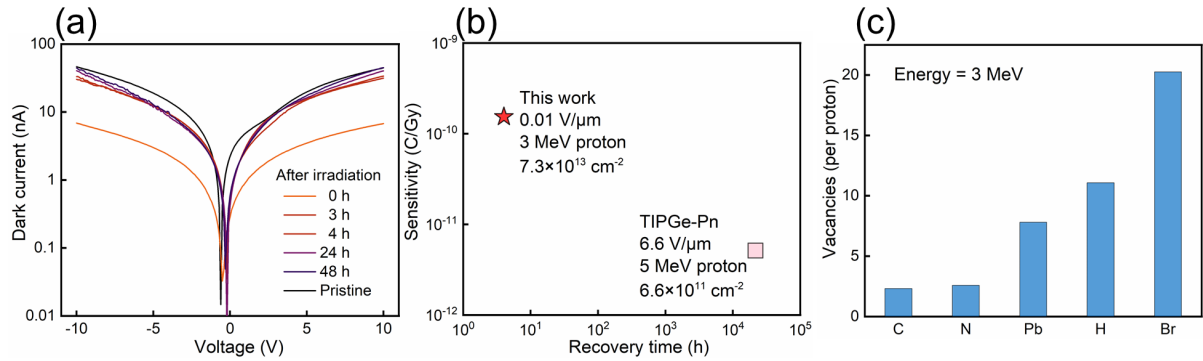 (a)
Dark current (nA)
100
10
1
0.1
0.01
-10
-5
0
5
10
Voltage (V)
After irradiation
0 h
3 h
4 h
24 h
48 h
Pristine
(b)
Sensitivity (C/Gy)
10⁻⁹
10⁻¹⁰
10⁻¹¹
10⁻¹²
10⁰
10¹
10²
10³
10⁴
10⁵
Recovery time (h)
This work
0.01 V/μm
3 MeV proton
7.3×10¹³ cm⁻²
TIPGe-Pn
6.6 V/μm
5 MeV proton
6.6×10¹¹ cm⁻²
(c)
Vacancies (per proton)
20
15
10
5
0
Energy = 3 MeV
C
N
Pb
H
Br